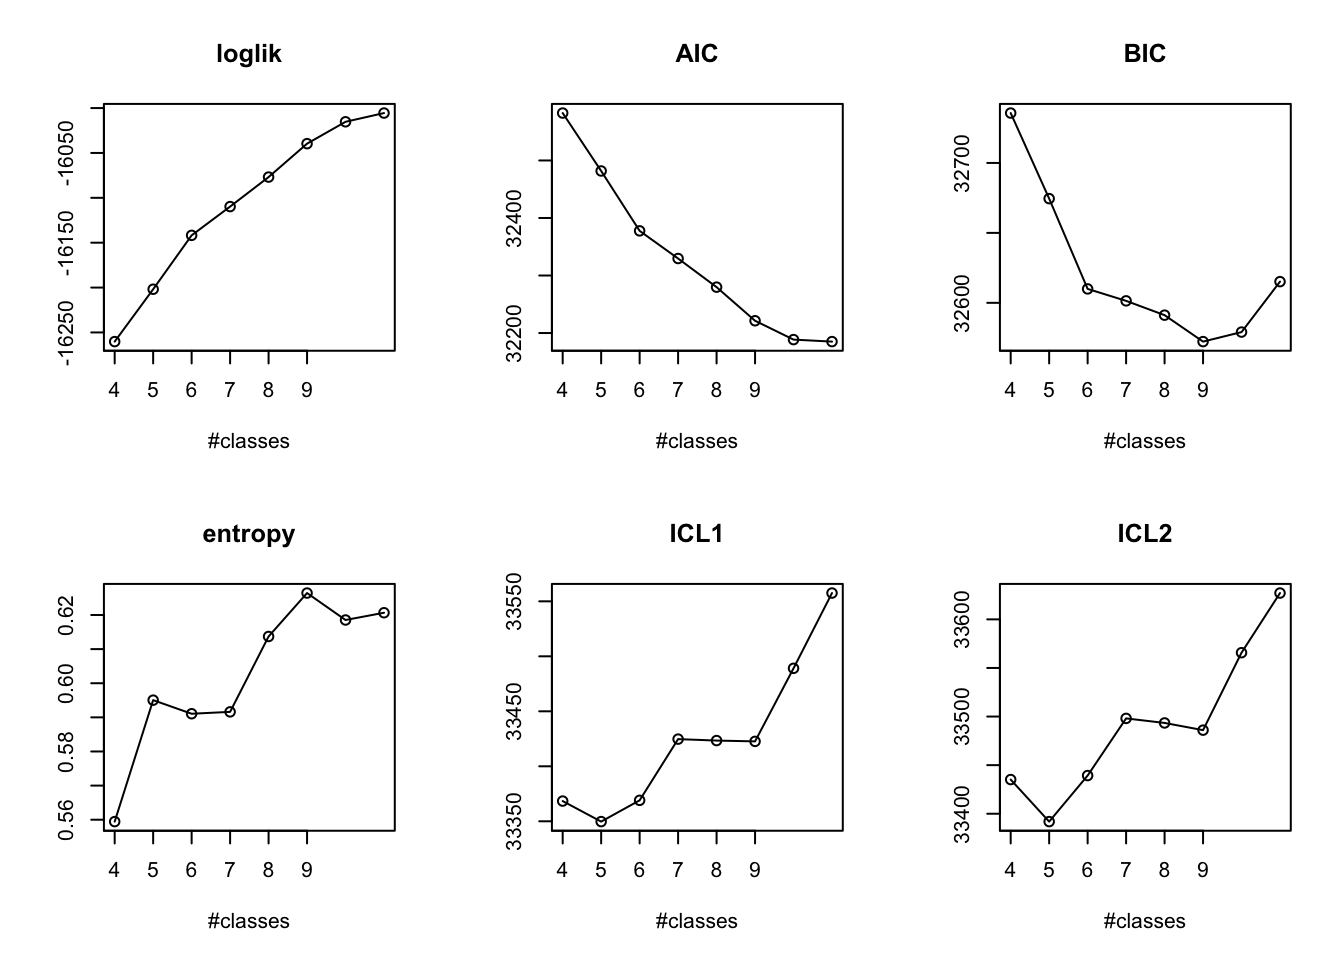 loglik
-16050
-16150
-16250
4 5 6 7 8 9
#classes
AIC
32400
32200
4 5 6 7 8 9
#classes
BIC
32700
32600
4 5 6 7 8 9
#classes
entropy
0.62
0.60
0.58
0.56
4 5 6 7 8 9
#classes
ICL1
33550
33450
33350
4 5 6 7 8 9
#classes
ICL2
33600
33500
33400
4 5 6 7 8 9
#classes